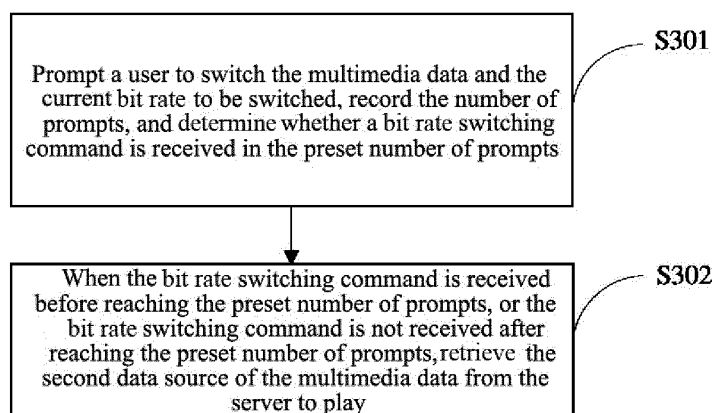 S301
Prompt a user to switch the multimedia data and the
current bit rate to be switched, record the number of
prompts, and determine whether a bit rate switching
command is received in the preset number of prompts
S302
When the bit rate switching command is received
before reaching the preset number of prompts, or the
bit rate switching command is not received after
reaching the preset number of prompts, retrieve the
second data source of the multimedia data from the
server to play